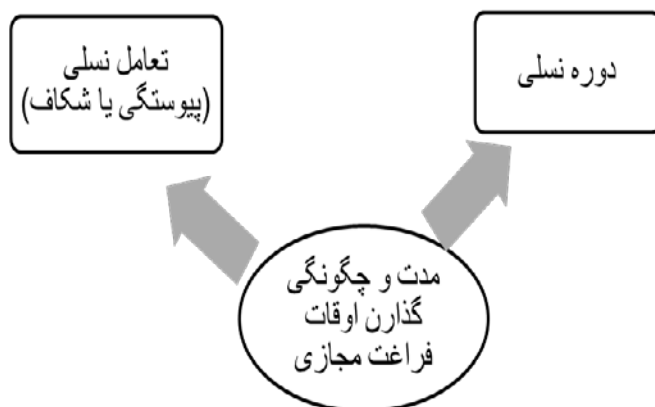 دوره نسلی
تعامل نسلی
(پیوستگی یا شکاف)
مدت و چگونگی
گذارن اوقات
فراغت مجازی